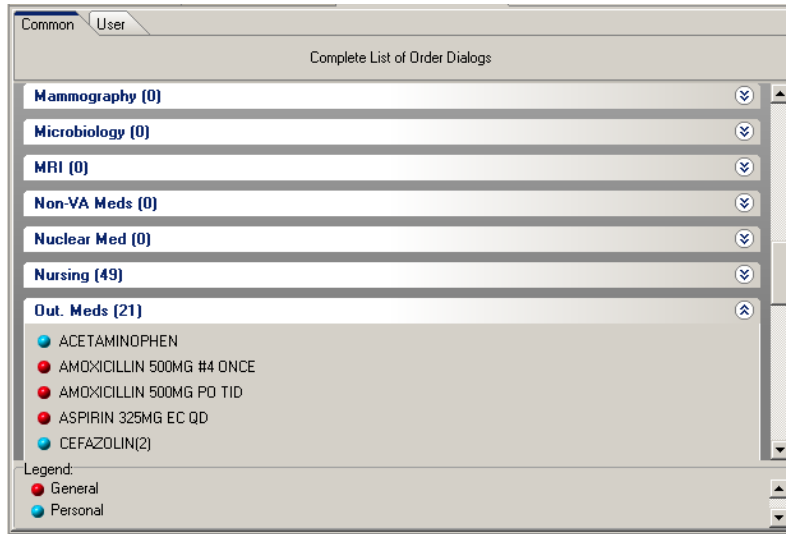 Common User
Complete List of Order Dialogs
Mammography (0)
Microbiology (0)
MRI (0)
Non-VA Meds (0)
Nuclear Med (0)
Nursing (49)
Out. Meds (21)
ACETAMINOPHEN
AMOXICILLIN 500MG #4 ONCE
AMOXICILLIN 500MG PO TID
ASPIRIN 325MG EC QD
CEFAZOLIN(2)
Legend:
General
Personal